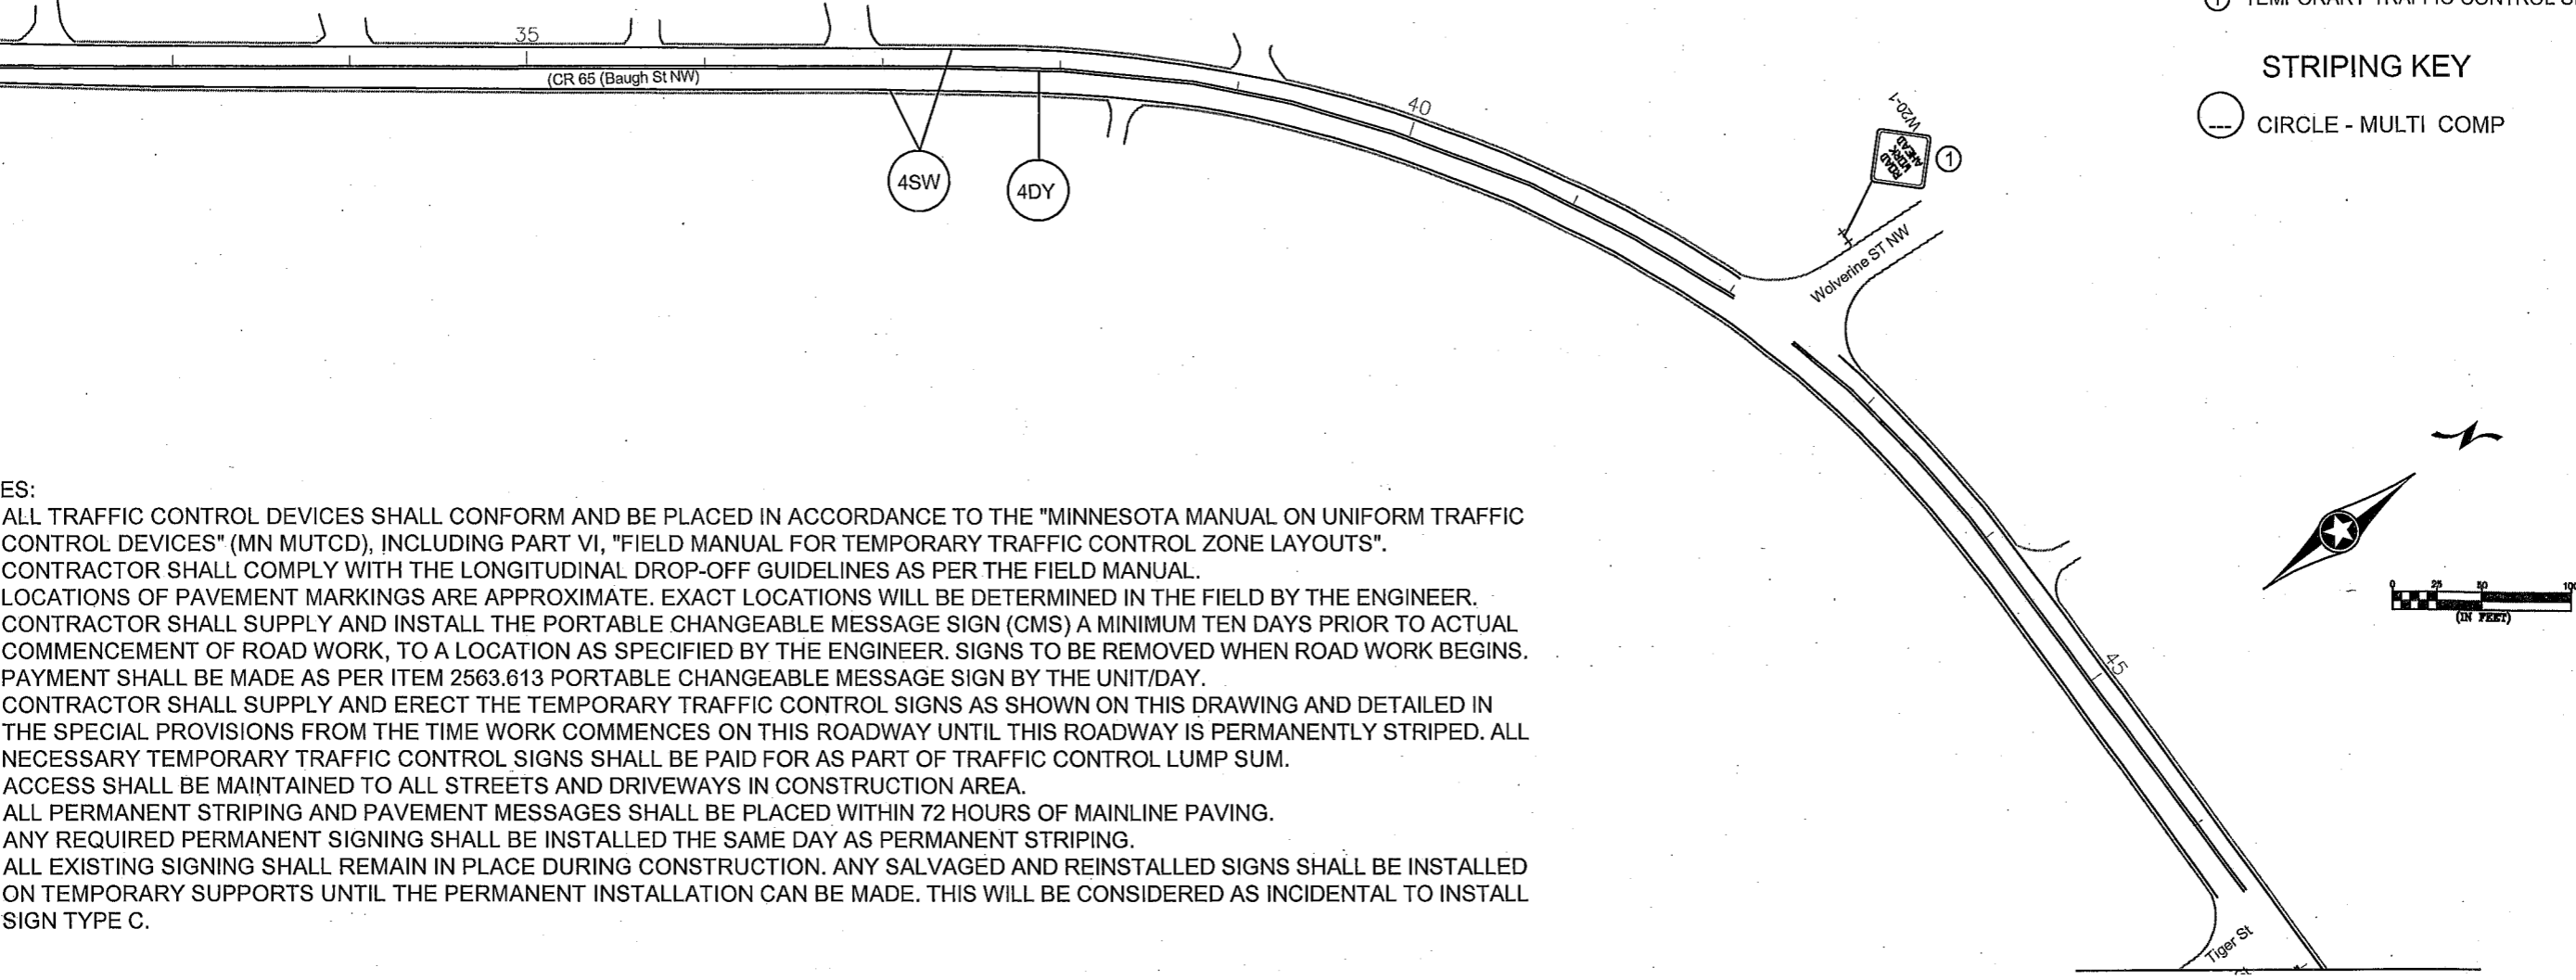 TEMPORARY TRAFFIC CONTROL
STRIPING KEY
--- CIRCLE - MULTI COMP
35
(CR 65 (Baugh St NW)
40
4SW
4DY
W20-1
ROAD
WORK
AHEAD
1
Wolverine ST NW
ES:
ALL TRAFFIC CONTROL DEVICES SHALL CONFORM AND BE PLACED IN ACCORDANCE TO THE "MINNESOTA MANUAL ON UNIFORM TRAFFIC
CONTROL DEVICES" (MN MUTCD), INCLUDING PART VI, "FIELD MANUAL FOR TEMPORARY TRAFFIC CONTROL ZONE LAYOUTS".
CONTRACTOR SHALL COMPLY WITH THE LONGITUDINAL DROP-OFF GUIDELINES AS PER THE FIELD MANUAL.
LOCATIONS OF PAVEMENT MARKINGS ARE APPROXIMATE. EXACT LOCATIONS WILL BE DETERMINED IN THE FIELD BY THE ENGINEER.
CONTRACTOR SHALL SUPPLY AND INSTALL THE PORTABLE CHANGEABLE MESSAGE SIGN (CMS) A MINIMUM TEN DAYS PRIOR TO ACTUAL
COMMENCEMENT OF ROAD WORK, TO A LOCATION AS SPECIFIED BY THE ENGINEER. SIGNS TO BE REMOVED WHEN ROAD WORK BEGINS.
PAYMENT SHALL BE MADE AS PER ITEM 2563.613 PORTABLE CHANGEABLE MESSAGE SIGN BY THE UNIT/DAY.
CONTRACTOR SHALL SUPPLY AND ERECT THE TEMPORARY TRAFFIC CONTROL SIGNS AS SHOWN ON THIS DRAWING AND DETAILED IN
THE SPECIAL PROVISIONS FROM THE TIME WORK COMMENCES ON THIS ROADWAY UNTIL THIS ROADWAY IS PERMANENTLY STRIPED. ALL
NECESSARY TEMPORARY TRAFFIC CONTROL SIGNS SHALL BE PAID FOR AS PART OF TRAFFIC CONTROL LUMP SUM.
ACCESS SHALL BE MAINTAINED TO ALL STREETS AND DRIVEWAYS IN CONSTRUCTION AREA.
ALL PERMANENT STRIPING AND PAVEMENT MESSAGES SHALL BE PLACED WITHIN 72 HOURS OF MAINLINE PAVING.
ANY REQUIRED PERMANENT SIGNING SHALL BE INSTALLED THE SAME DAY AS PERMANENT STRIPING.
ALL EXISTING SIGNING SHALL REMAIN IN PLACE DURING CONSTRUCTION. ANY SALVAGED AND REINSTALLED SIGNS SHALL BE INSTALLED
ON TEMPORARY SUPPORTS UNTIL THE PERMANENT INSTALLATION CAN BE MADE. THIS WILL BE CONSIDERED AS INCIDENTAL TO INSTALL
SIGN TYPE C.
N
0 25 50 100
(IN FEET)
45
Tiger St